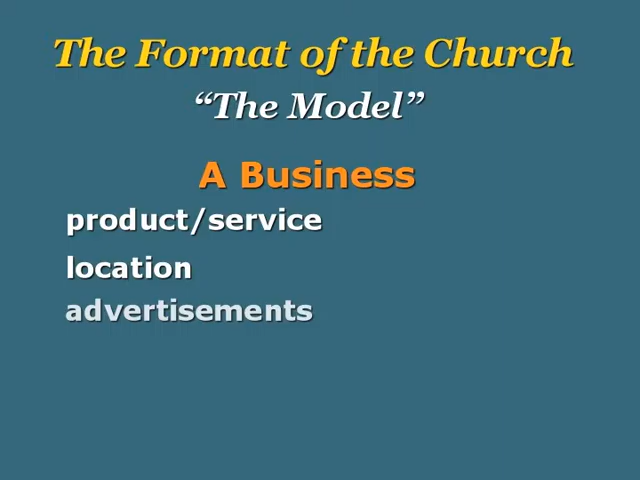 The Format of the Church
“The Model”
A Business
product/service
location
advertisements